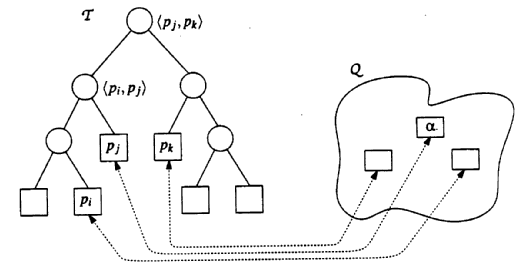 𝒯
⟨p_j, p_k⟩
⟨p_i, p_j⟩
𝒬
α
p_j
p_k
p_i